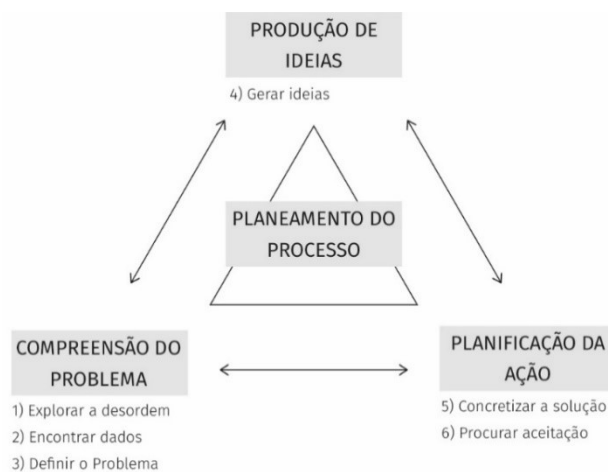 PRODUÇÃO DE
IDEIAS
4) Gerar ideias
PLANEAMENTO DO
PROCESSO
COMPREENSÃO DO
PROBLEMA
1) Explorar a desordem
2) Encontrar dados
3) Definir o Problema
PLANIFICAÇÃO DA
AÇÃO
5) Concretizar a solução
6) Procurar aceitação